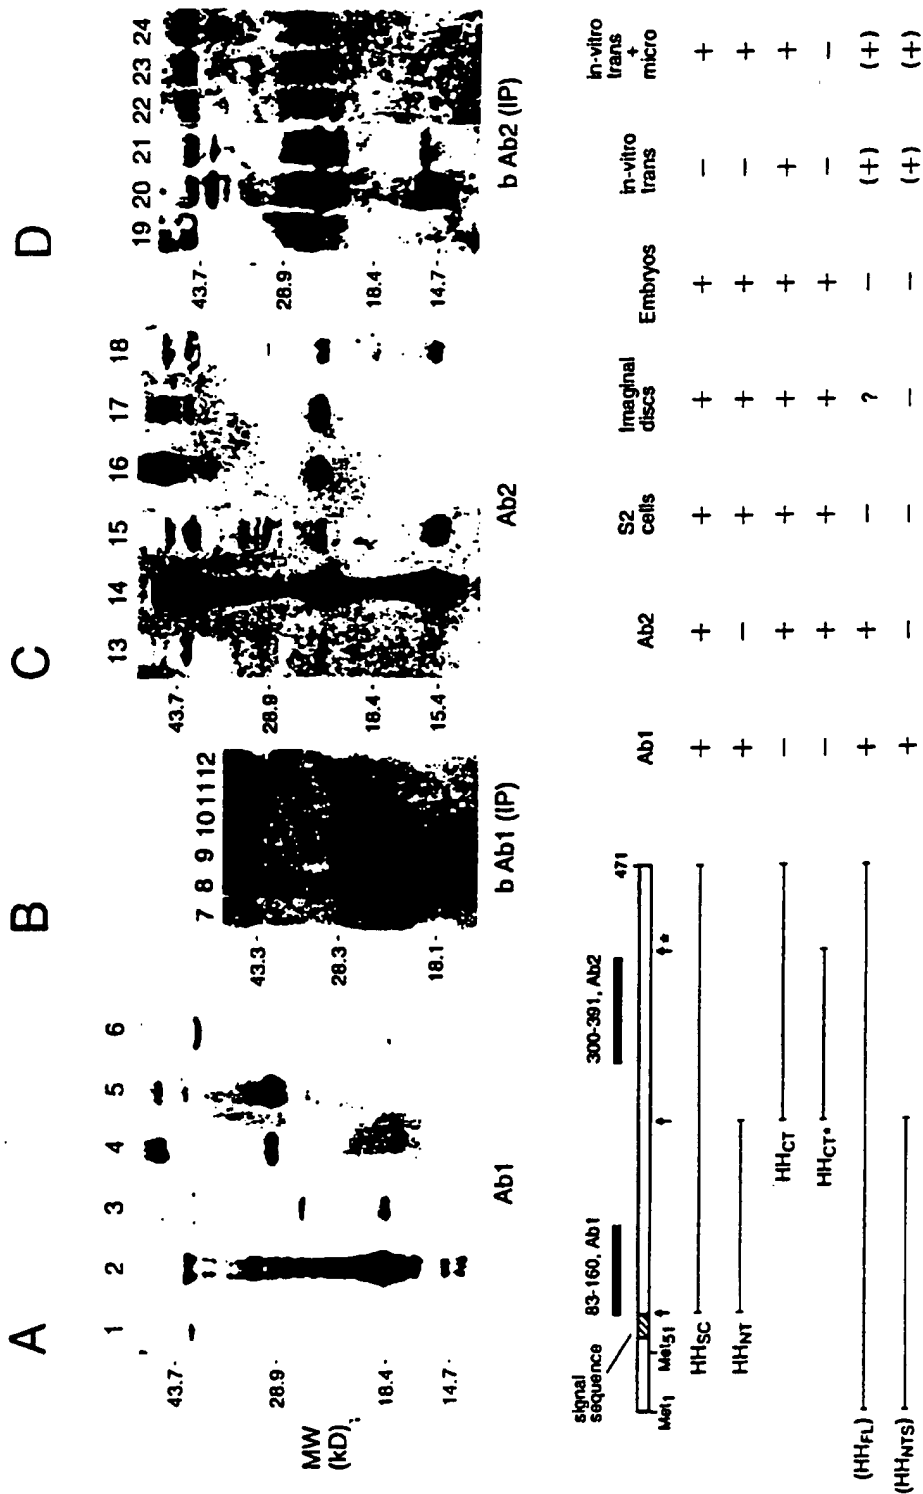 A
1 2 3 4 5 6
43.7 -
28.9 -
18.4 -
14.7 -
MW
(kD)
Ab1
B
7 8 9 10 11 12
43.3 -
28.3 -
18.1 -
b Ab1 (IP)
C
13 14 15 16 17 18
43.7 -
28.9 -
18.4 -
15.4 -
Ab2
D
19 20 21 22 23 24
43.7 -
28.9 -
18.4 -
14.7 -
b Ab2 (IP)
signal
sequence
83-160, Ab1
300-391, Ab2
471
Met1
Met51
*
Ab1 Ab2 S2 cells Imaginal discs Embryos in-vitro trans in-vitro trans + micro
HHSC + + + + + - +
HHNT + - + + + - +
HHCT - + + + + + +
HHCT* - + + + + - -
(HHFL) + + - ? - (+) (+)
(HHNTS) + - - - - (+) (+)